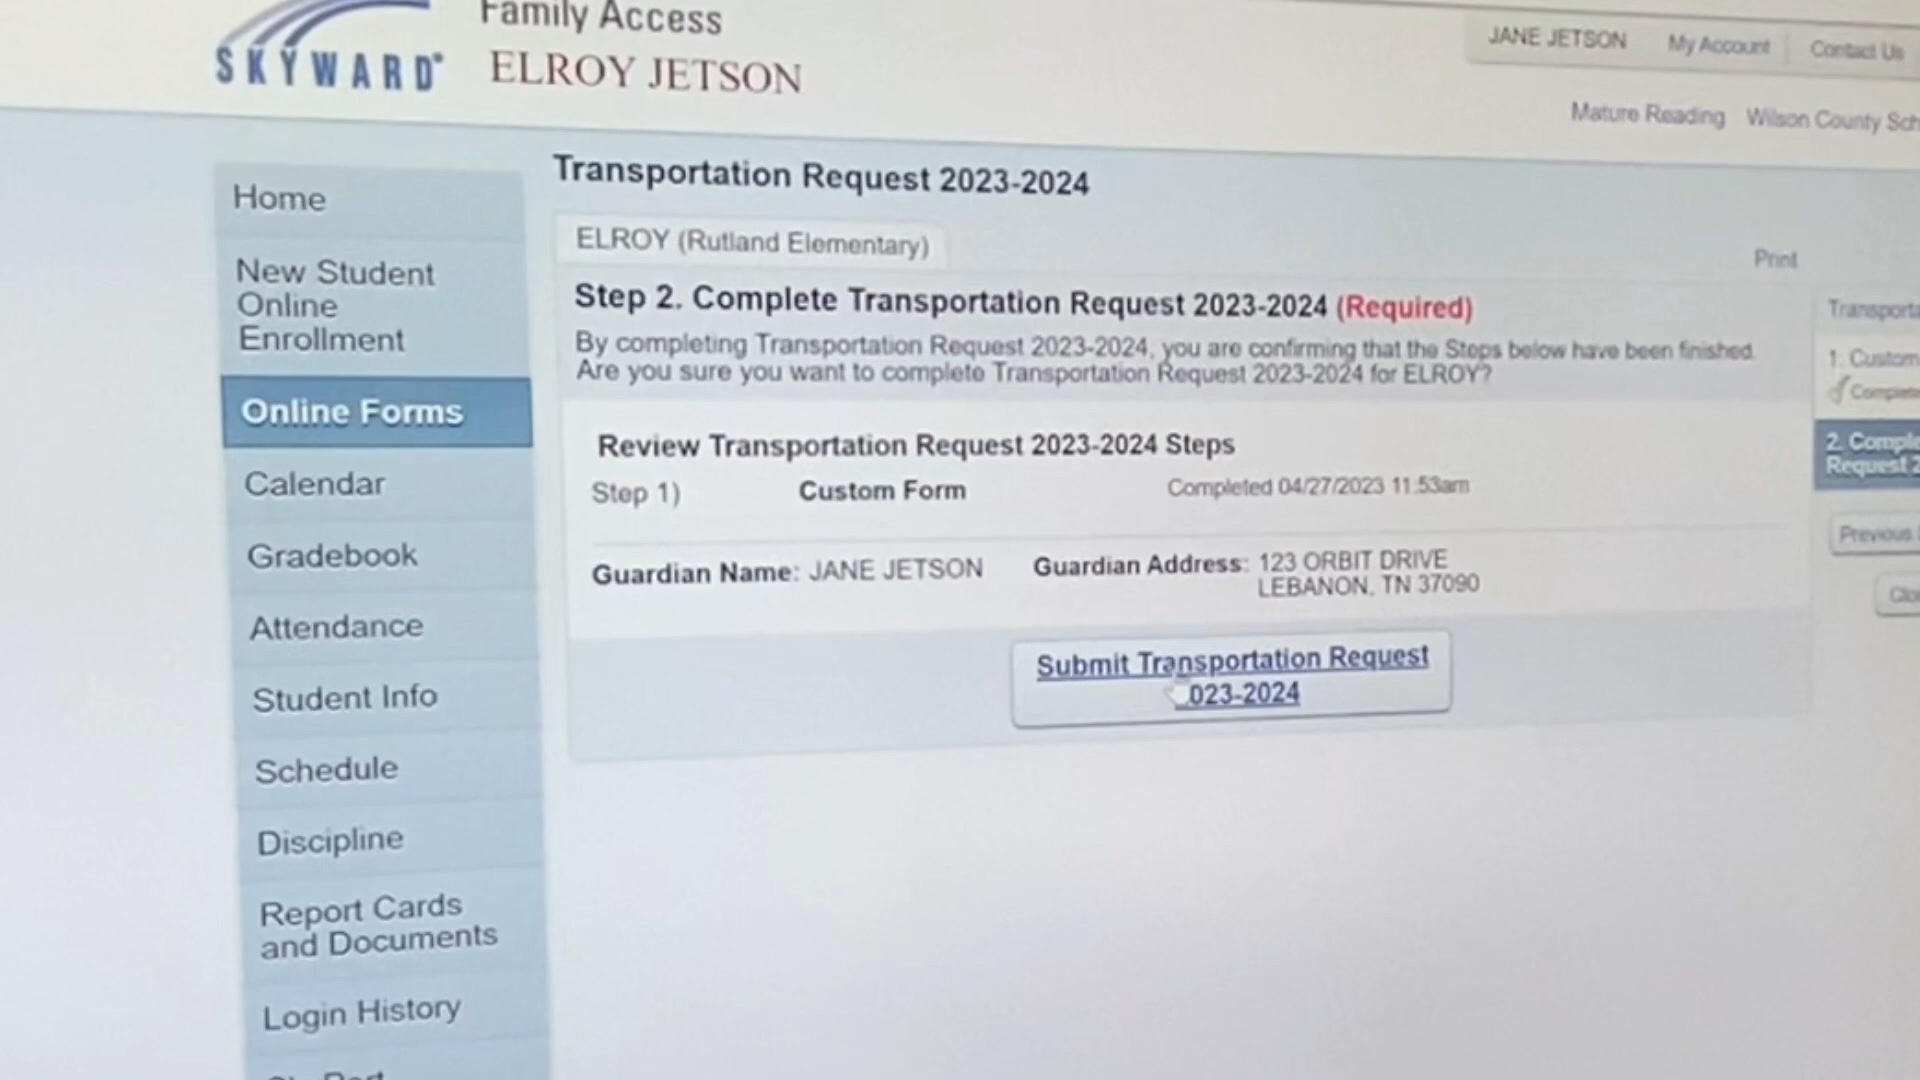 Family Access
SKYWARD
ELROY JETSON
JANE JETSON My Account Contact Us
Mature Reading Wilson County
Home
New Student
Online
Enrollment
Online Forms
Calendar
Gradebook
Attendance
Student Info
Schedule
Discipline
Report Cards
and Documents
Login History
Transportation Request 2023-2024
ELROY (Rutland Elementary)
Print
Step 2. Complete Transportation Request 2023-2024 (Required)
By completing Transportation Request 2023-2024, you are confirming that the Steps below have been finished.
Are you sure you want to complete Transportation Request 2023-2024 for ELROY?
Review Transportation Request 2023-2024 Steps
Step 1) Custom Form Completed 04/27/2023 11:53am
Guardian Name: JANE JETSON Guardian Address: 123 ORBIT DRIVE
LEBANON, TN 37090
Submit Transportation Request
023-2024
1. Custom
2. Comple
Request 2
Previous